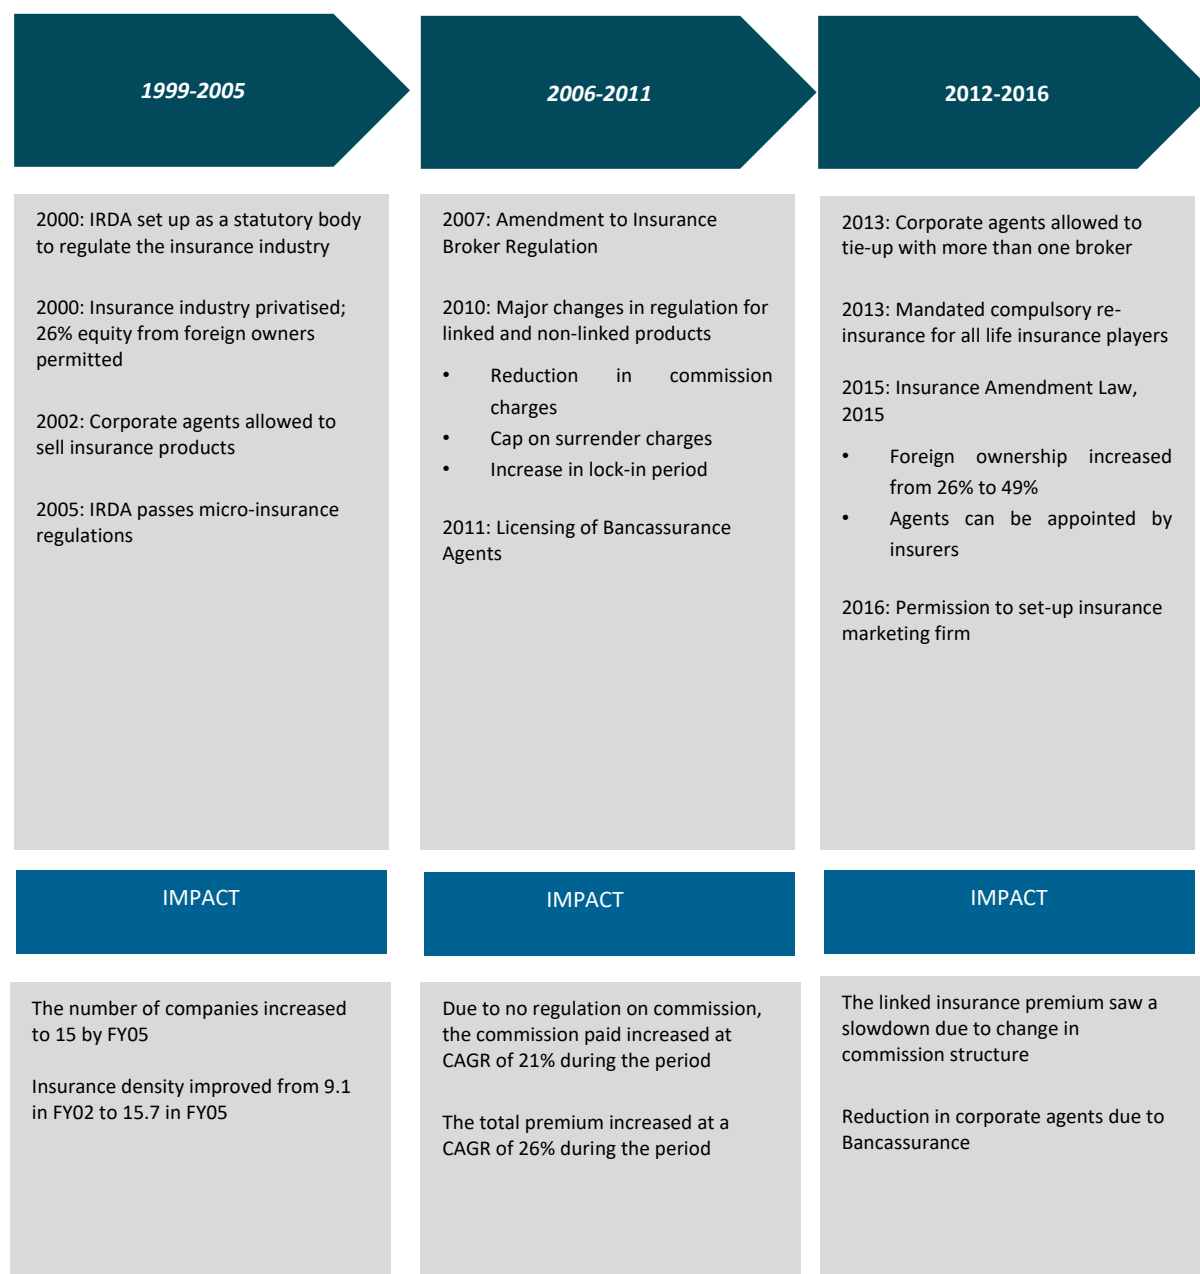 1999-2005
2000: IRDA set up as a statutory body
to regulate the insurance industry
2000: Insurance industry privatised;
26% equity from foreign owners
permitted
2002: Corporate agents allowed to
sell insurance products
2005: IRDA passes micro-insurance
regulations
IMPACT
The number of companies increased
to 15 by FY05
Insurance density improved from 9.1
in FY02 to 15.7 in FY05
2006-2011
2007: Amendment to Insurance
Broker Regulation
2010: Major changes in regulation for
linked and non-linked products
• Reduction in commission
charges
• Cap on surrender charges
• Increase in lock-in period
2011: Licensing of Bancassurance
Agents
IMPACT
Due to no regulation on commission,
the commission paid increased at
CAGR of 21% during the period
The total premium increased at a
CAGR of 26% during the period
2012-2016
2013: Corporate agents allowed to
tie-up with more than one broker
2013: Mandated compulsory re-
insurance for all life insurance players
2015: Insurance Amendment Law,
2015
• Foreign ownership increased
from 26% to 49%
• Agents can be appointed by
insurers
2016: Permission to set-up insurance
marketing firm
IMPACT
The linked insurance premium saw a
slowdown due to change in
commission structure
Reduction in corporate agents due to
Bancassurance